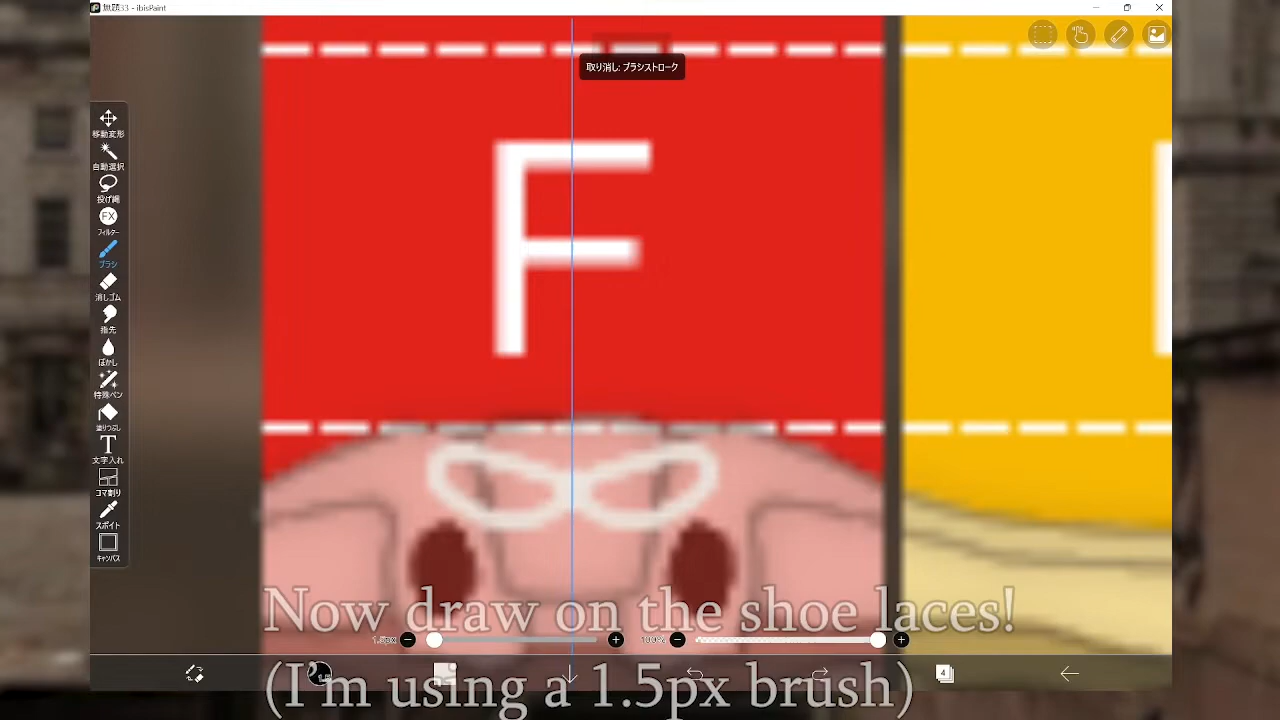 無題33 - ibisPaint
取り消し: ブラシストローク
F
移動変形
自動選択
投げ縄
FX
フィルター
ブラシ
消しゴム
指先
ぼかし
特殊ペン
塗りつぶし
T
文字入れ
コマ割り
スポイト
キャンバス
Now draw on the shoe laces!
1.5px
100%
4
(I'm using a 1.5px brush)